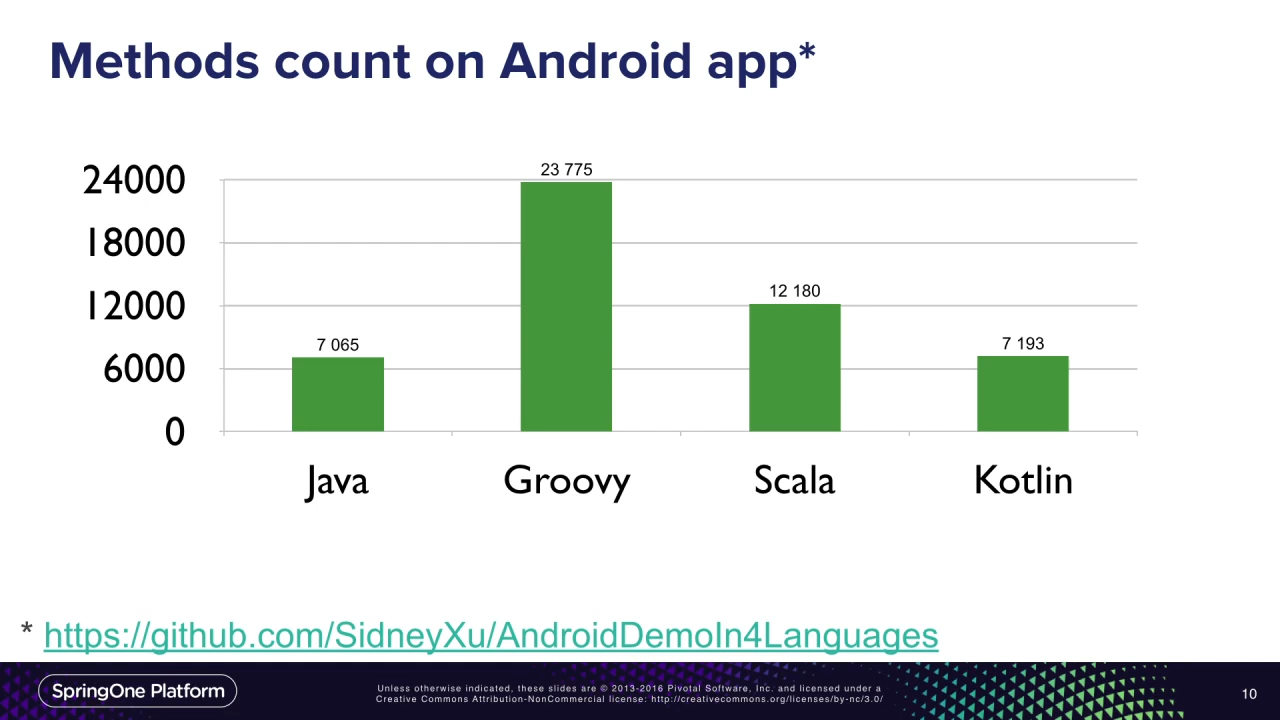 Methods count on Android app*
24000
18000
12000
6000
0
7 065
23 775
12 180
7 193
Java
Groovy
Scala
Kotlin
* https://github.com/SidneyXu/AndroidDemoIn4Languages
SpringOne Platform
Unless otherwise indicated, these slides are © 2013-2016 Pivotal Software, Inc. and licensed under a
Creative Commons Attribution-NonCommercial license: http://creativecommons.org/licenses/by-nc/3.0/
10